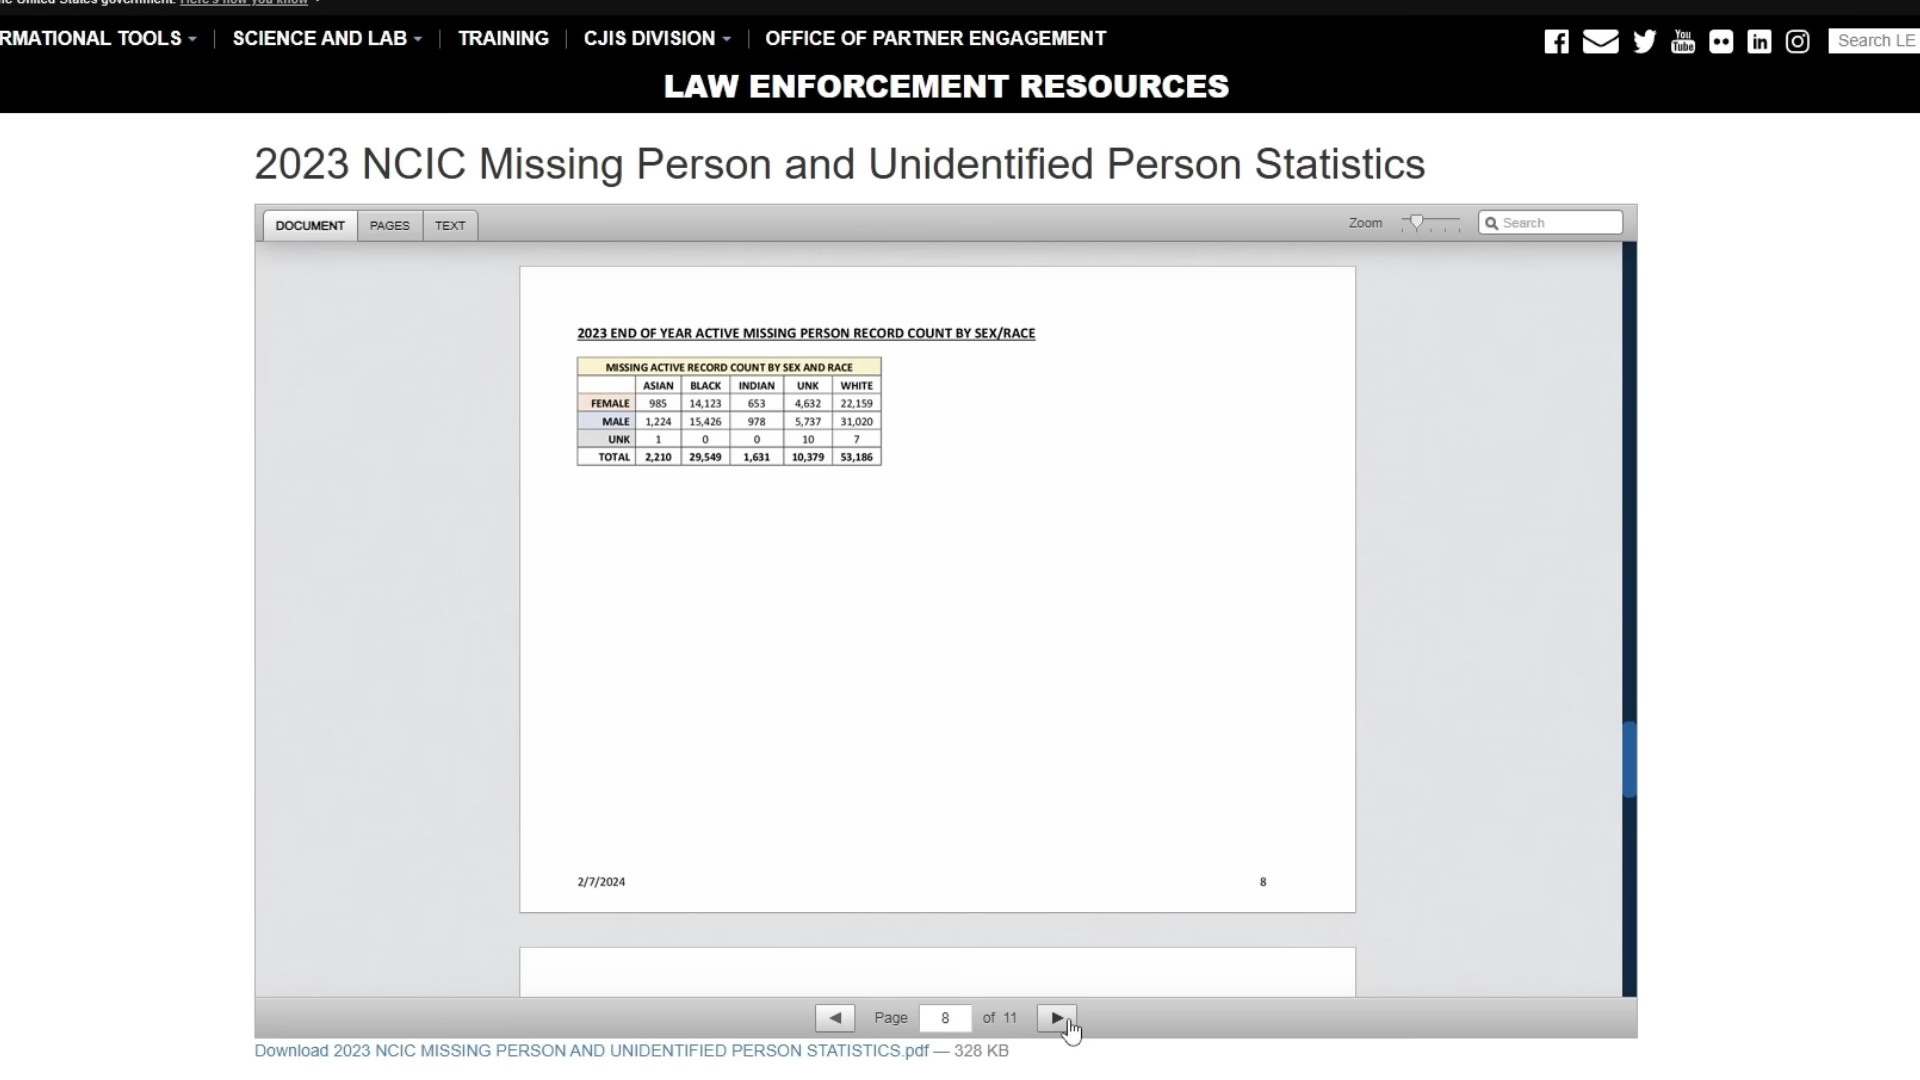 RMATIONAL TOOLS SCIENCE AND LAB TRAINING CJIS DIVISION OFFICE OF PARTNER ENGAGEMENT You Tube in Search LE
LAW ENFORCEMENT RESOURCES
2023 NCIC Missing Person and Unidentified Person Statistics
DOCUMENT PAGES TEXT Zoom Search
2023 END OF YEAR ACTIVE MISSING PERSON RECORD COUNT BY SEX/RACE
MISSING ACTIVE RECORD COUNT BY SEX AND RACE
ASIAN BLACK INDIAN UNK WHITE
FEMALE 985 14,123 653 4,632 22,159
MALE 1,224 15,426 978 5,737 31,020
UNK 1 0 0 10 7
TOTAL 2,210 29,549 1,631 10,379 53,186
2/7/2024 8
Page 8 of 11
Download 2023 NCIC MISSING PERSON AND UNIDENTIFIED PERSON STATISTICS.pdf — 328 KB